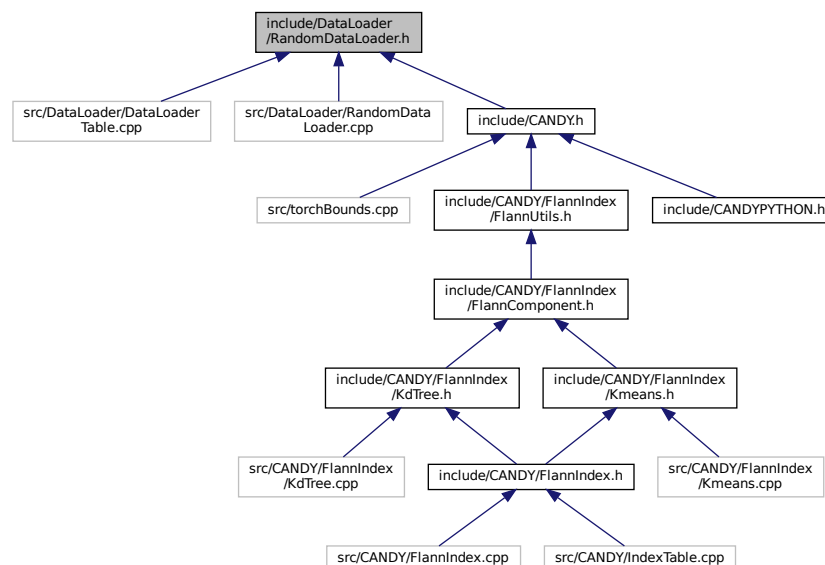 include/DataLoader
/RandomDataLoader.h
src/DataLoader/DataLoader
Table.cpp
src/DataLoader/RandomData
Loader.cpp
include/CANDY.h
src/torchBounds.cpp
include/CANDY/FlannIndex
/FlannUtils.h
include/CANDYPYTHON.h
include/CANDY/FlannIndex
/FlannComponent.h
include/CANDY/FlannIndex
/KdTree.h
include/CANDY/FlannIndex
/Kmeans.h
src/CANDY/FlannIndex
/KdTree.cpp
include/CANDY/FlannIndex.h
src/CANDY/FlannIndex
/Kmeans.cpp
src/CANDY/FlannIndex.cpp
src/CANDY/IndexTable.cpp